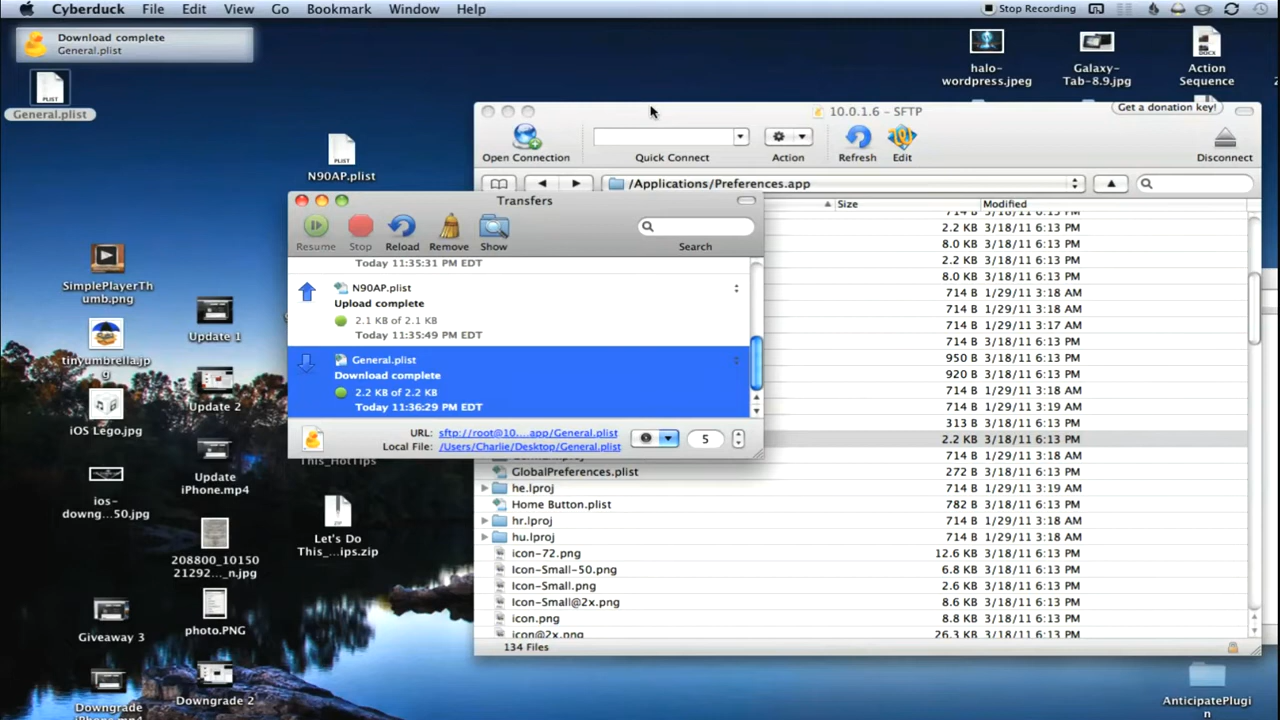 Cyberduck File Edit View Go Bookmark Window Help Stop Recording
Download complete
General.plist
PLIST
General.plist
PLIST
N90AP.plist
SimplePlayerTh
umb.png
Update 1
tinyumbrella.jp
g
Update 2
iOS Lego.jpg
Update
iPhone.mp4
ios-
downg...50.jpg
ZIP
Let's Do
This_...ips.zip
208800_10150
21292..._n.jpg
Giveaway 3
photo.PNG
Downgrade
iPhone.mp4
Downgrade 2
halo-
wordpress.jpeg
Galaxy-
Tab-8.9.jpg
DOCX
Action
Sequence
10.0.1.6 – SFTP
Get a donation key!
Open Connection Quick Connect Action Refresh Edit Disconnect
/Applications/Preferences.app
Size Modified
714 B 3/18/11 6:13 PM
2.2 KB 3/18/11 6:13 PM
8.0 KB 3/18/11 6:13 PM
2.2 KB 3/18/11 6:13 PM
8.0 KB 3/18/11 6:13 PM
714 B 1/29/11 3:18 AM
714 B 1/29/11 3:18 AM
714 B 1/29/11 3:17 AM
714 B 3/18/11 6:13 PM
950 B 3/18/11 6:13 PM
920 B 3/18/11 6:13 PM
714 B 1/29/11 3:18 AM
714 B 1/29/11 3:18 AM
313 B 3/18/11 6:13 PM
2.2 KB 3/18/11 6:13 PM
714 B 1/29/11 3:18 AM
GlobalPreferences.plist 272 B 3/18/11 6:13 PM
he.lproj 714 B 1/29/11 3:19 AM
Home Button.plist 782 B 3/18/11 6:13 PM
hr.lproj 714 B 1/29/11 3:18 AM
hu.lproj 714 B 1/29/11 3:18 AM
icon-72.png 12.6 KB 3/18/11 6:13 PM
Icon-Small-50.png 6.8 KB 3/18/11 6:13 PM
Icon-Small.png 2.6 KB 3/18/11 6:13 PM
Icon-Small@2x.png 8.6 KB 3/18/11 6:13 PM
icon.png 8.8 KB 3/18/11 6:13 PM
icon@2x.png 26.3 KB 3/18/11 6:13 PM
134 Files
Transfers
Resume Stop Reload Remove Show Search
Today 11:35:31 PM EDT
N90AP.plist
Upload complete
2.1 KB of 2.1 KB
Today 11:35:49 PM EDT
General.plist
Download complete
2.2 KB of 2.2 KB
Today 11:36:29 PM EDT
URL: sftp://root@10....app/General.plist
Local File: /Users/Charlie/Desktop/General.plist
5
This_HotTips
AnticipatePlugi
n